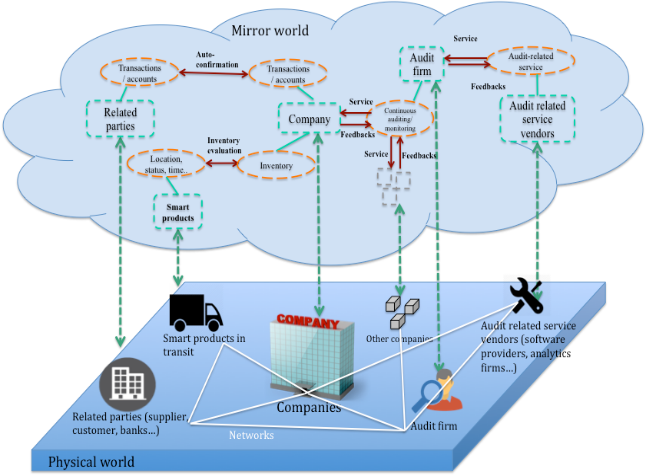 Mirror world
Transactions
/ accounts
Auto-
confirmation
Transactions
/ accounts
Related
parties
Company
Service
Feedbacks
Continuous
auditing/
monitoring
Audit
firm
Service
Feedbacks
Audit-related
service
Audit related
service
vendors
Location,
status, time..
Inventory
evaluation
Inventory
Service
Feedbacks
Smart
products
Smart products in
transit
COMPANY
Companies
Other companies
Audit related service
vendors (software
providers, analytics
firms...)
Related parties (supplier,
customer, banks...)
Networks
Audit firm
Physical world